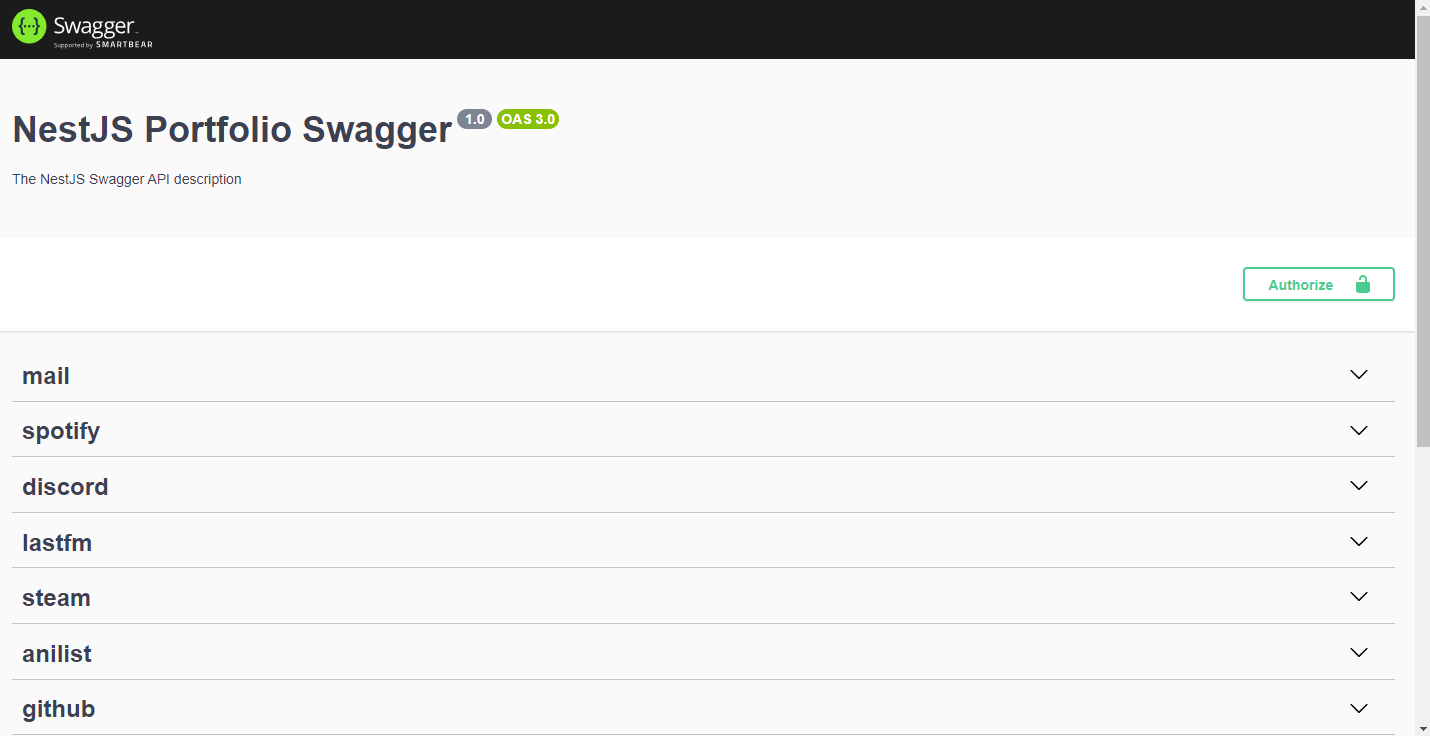 Swagger
Supported by SMARTBEAR
NestJS Portfolio Swagger 1.0 OAS 3.0
The NestJS Swagger API description
Authorize
mail
spotify
discord
lastfm
steam
anilist
github